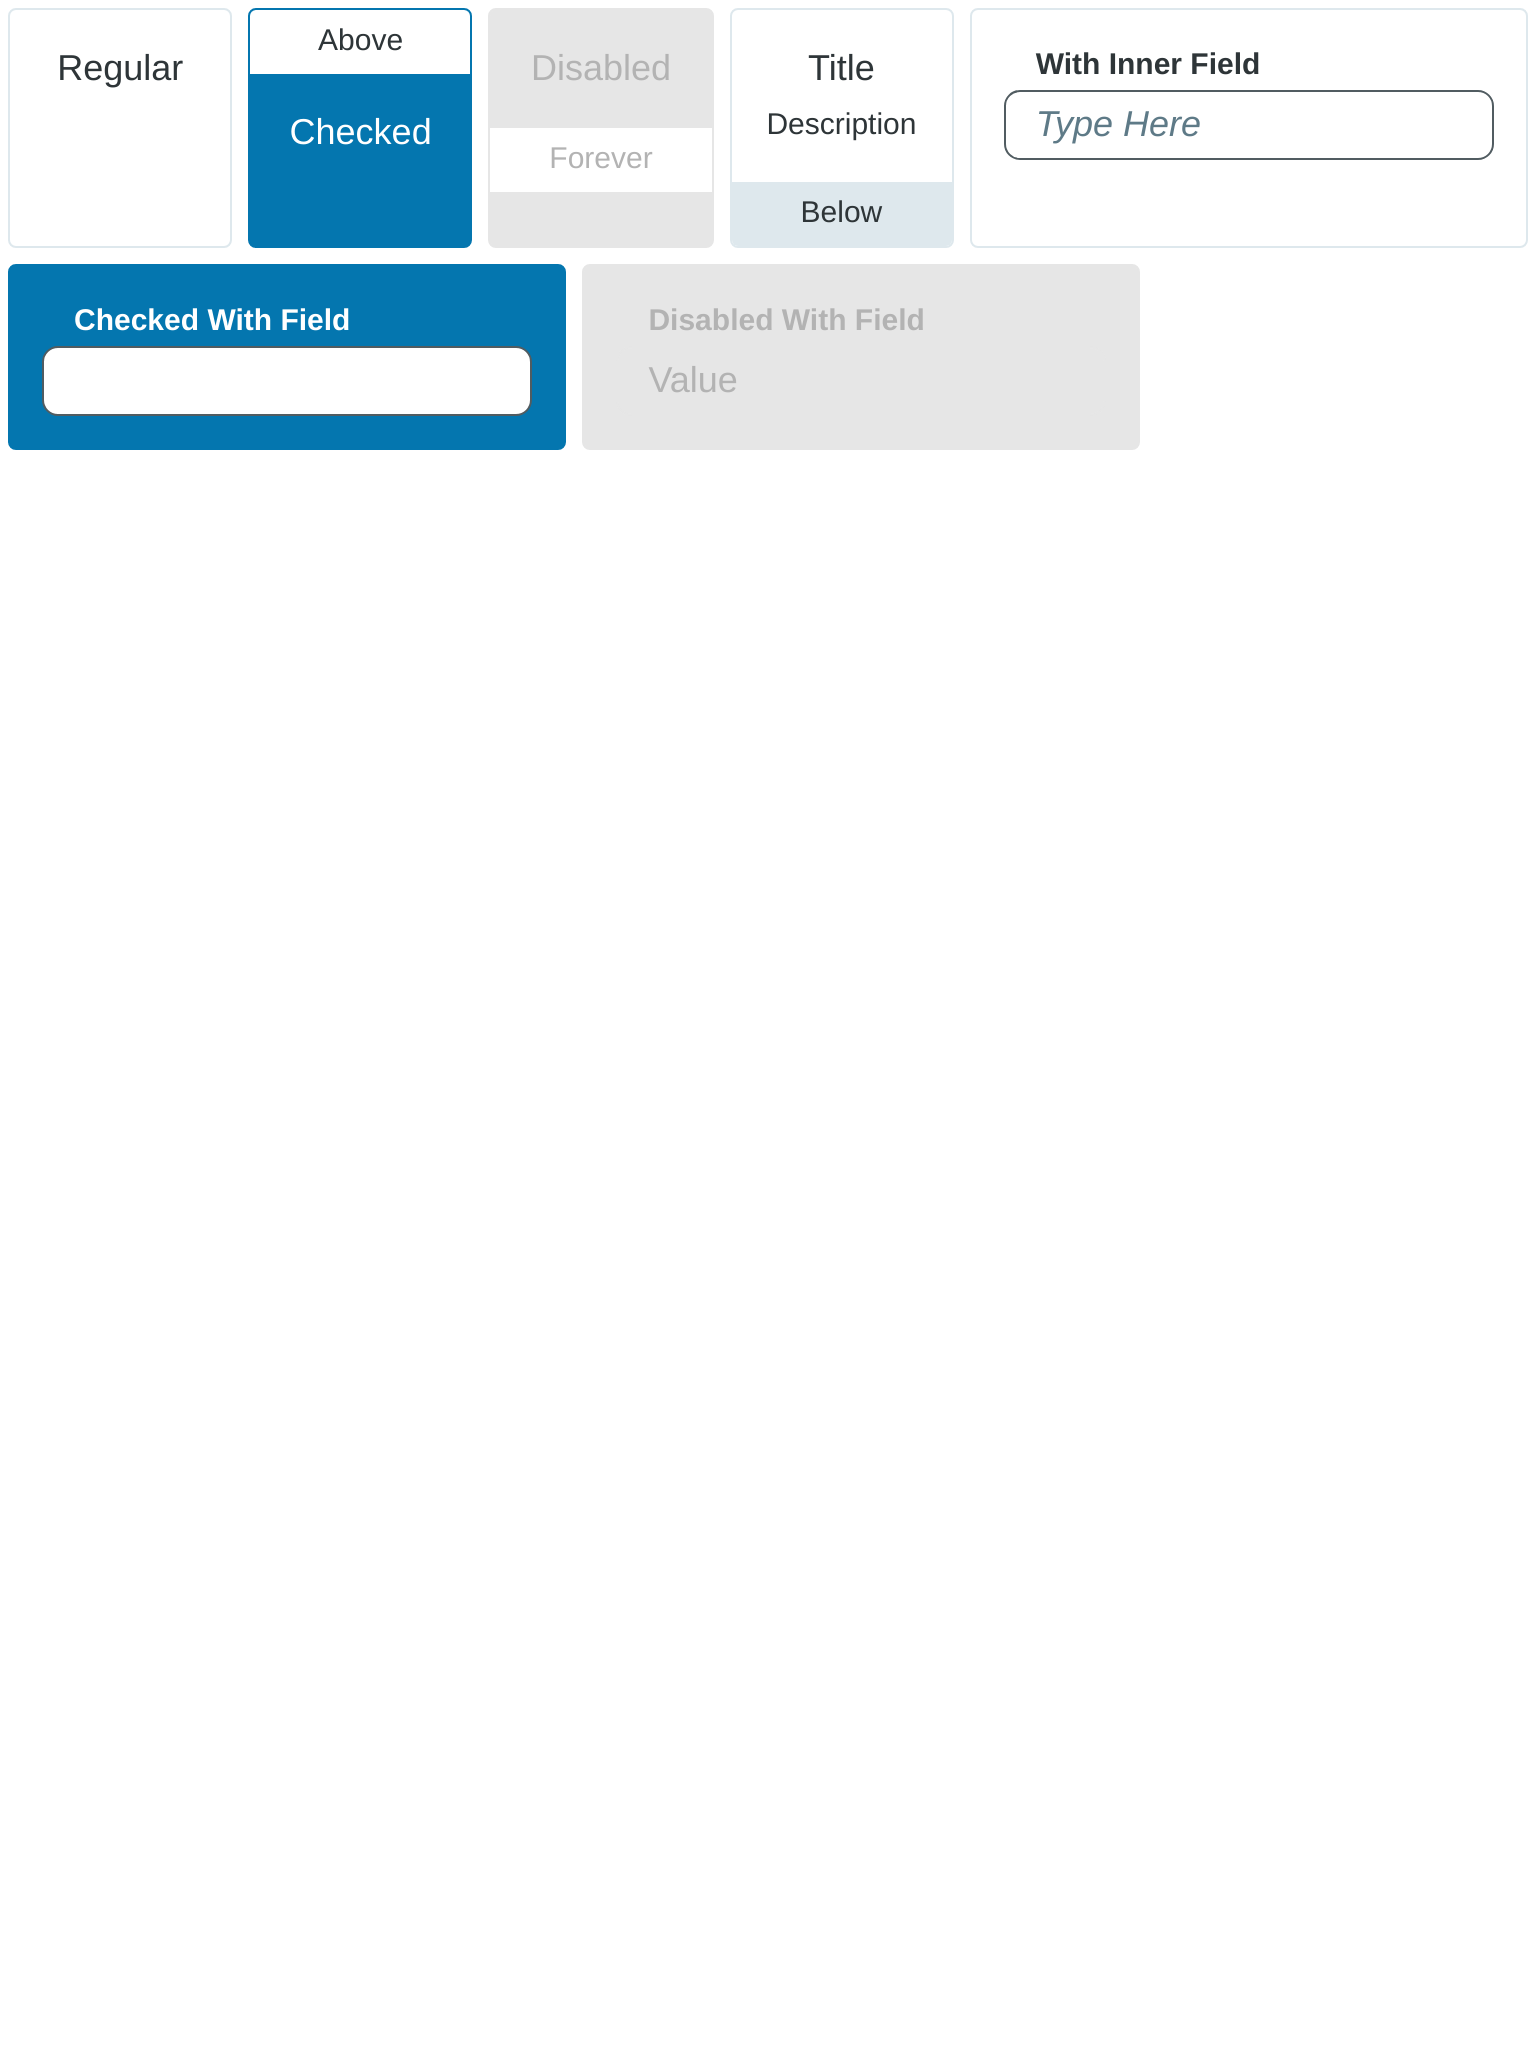 Regular
Above
Checked
Disabled
Forever
Title
Description
Below
With Inner Field
Type Here
Checked With Field
Disabled With Field
Value